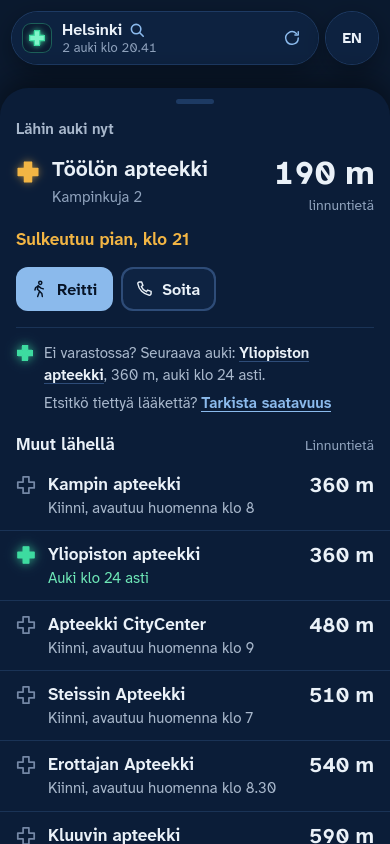 Helsinki
2 auki klo 20.41
EN
Lähin auki nyt
Töölön apteekki
190 m
Kampinkuja 2
linnuntietä
Sulkeutuu pian, klo 21
Reitti
Soita
Ei varastossa? Seuraava auki: Yliopiston
apteekki, 360 m, auki klo 24 asti.
Etsitkö tiettyä lääkettä? Tarkista saatavuus
Muut lähellä
Linnuntietä
Kampin apteekki
360 m
Kiinni, avautuu huomenna klo 8
Yliopiston apteekki
360 m
Auki klo 24 asti
Apteekki CityCenter
480 m
Kiinni, avautuu huomenna klo 9
Steissin Apteekki
510 m
Kiinni, avautuu huomenna klo 7
Erottajan Apteekki
540 m
Kiinni, avautuu huomenna klo 8.30
Kluuvin apteekki
590 m